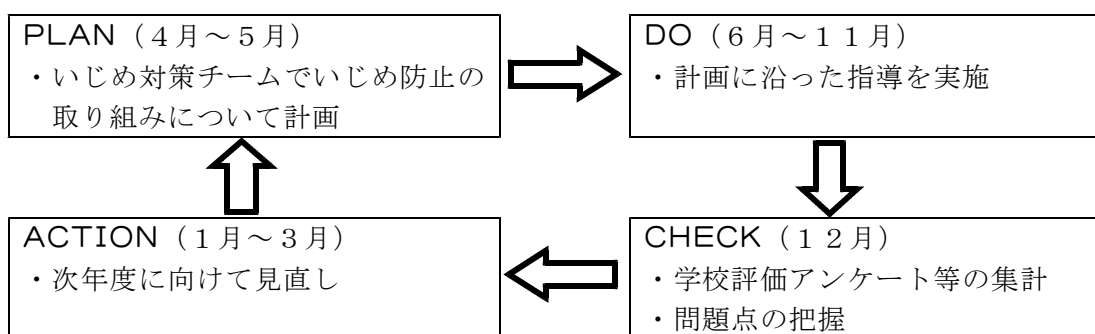 PLAN（４月～５月）
・いじめ対策チームでいじめ防止の
取り組みについて計画
DO（６月～１１月）
・計画に沿った指導を実施
ACTION（１月～３月）
・次年度に向けて見直し
CHECK（１２月）
・学校評価アンケート等の集計
・問題点の把握